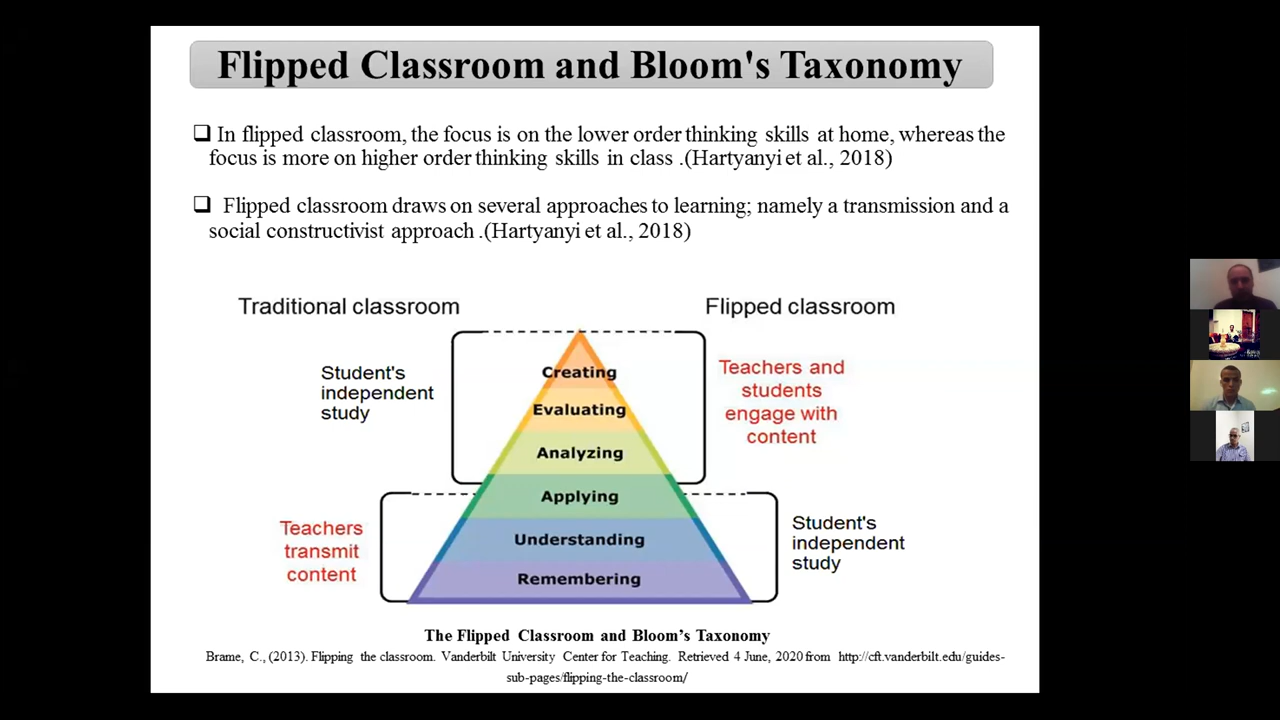 Flipped Classroom and Bloom's Taxonomy
In flipped classroom, the focus is on the lower order thinking skills at home, whereas the
focus is more on higher order thinking skills in class .(Hartyanyi et al., 2018)
Flipped classroom draws on several approaches to learning; namely a transmission and a
social constructivist approach .(Hartyanyi et al., 2018)
Traditional classroom
Flipped classroom
Student's
independent
study
Creating
Evaluating
Analyzing
Applying
Understanding
Remembering
Teachers and
students
engage with
content
Teachers
transmit
content
Student's
independent
study
The Flipped Classroom and Bloom’s Taxonomy
Brame, C., (2013). Flipping the classroom. Vanderbilt University Center for Teaching. Retrieved 4 June, 2020 from http://cft.vanderbilt.edu/guides-
sub-pages/flipping-the-classroom/